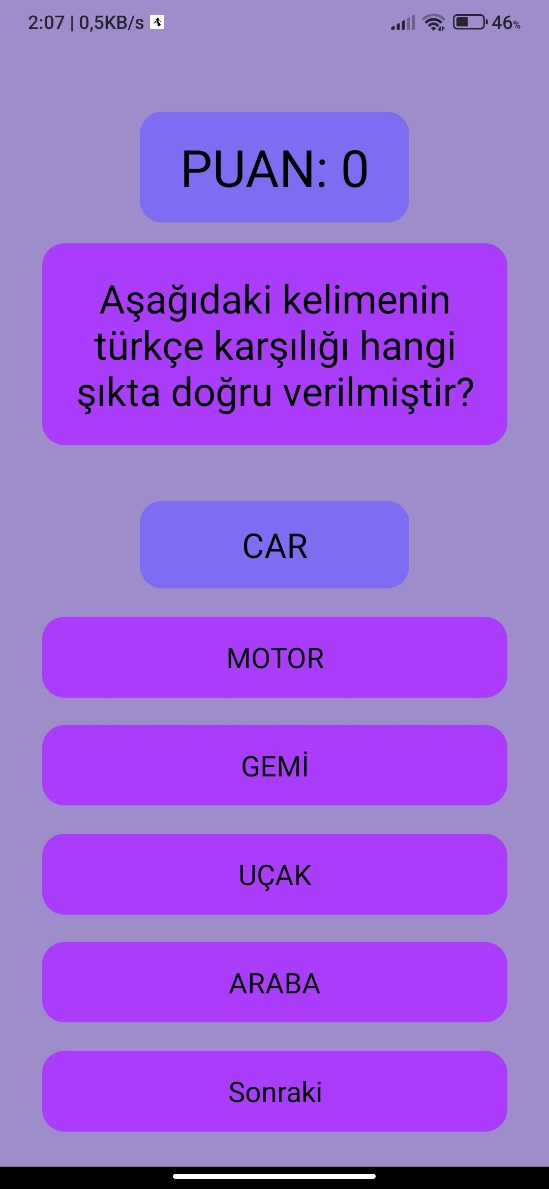 2:07 | 0,5KB/s
46%
PUAN: 0
Aşağıdaki kelimenin
türkçe karşılığı hangi
şıkta doğru verilmiştir?
CAR
MOTOR
GEMİ
UÇAK
ARABA
Sonraki